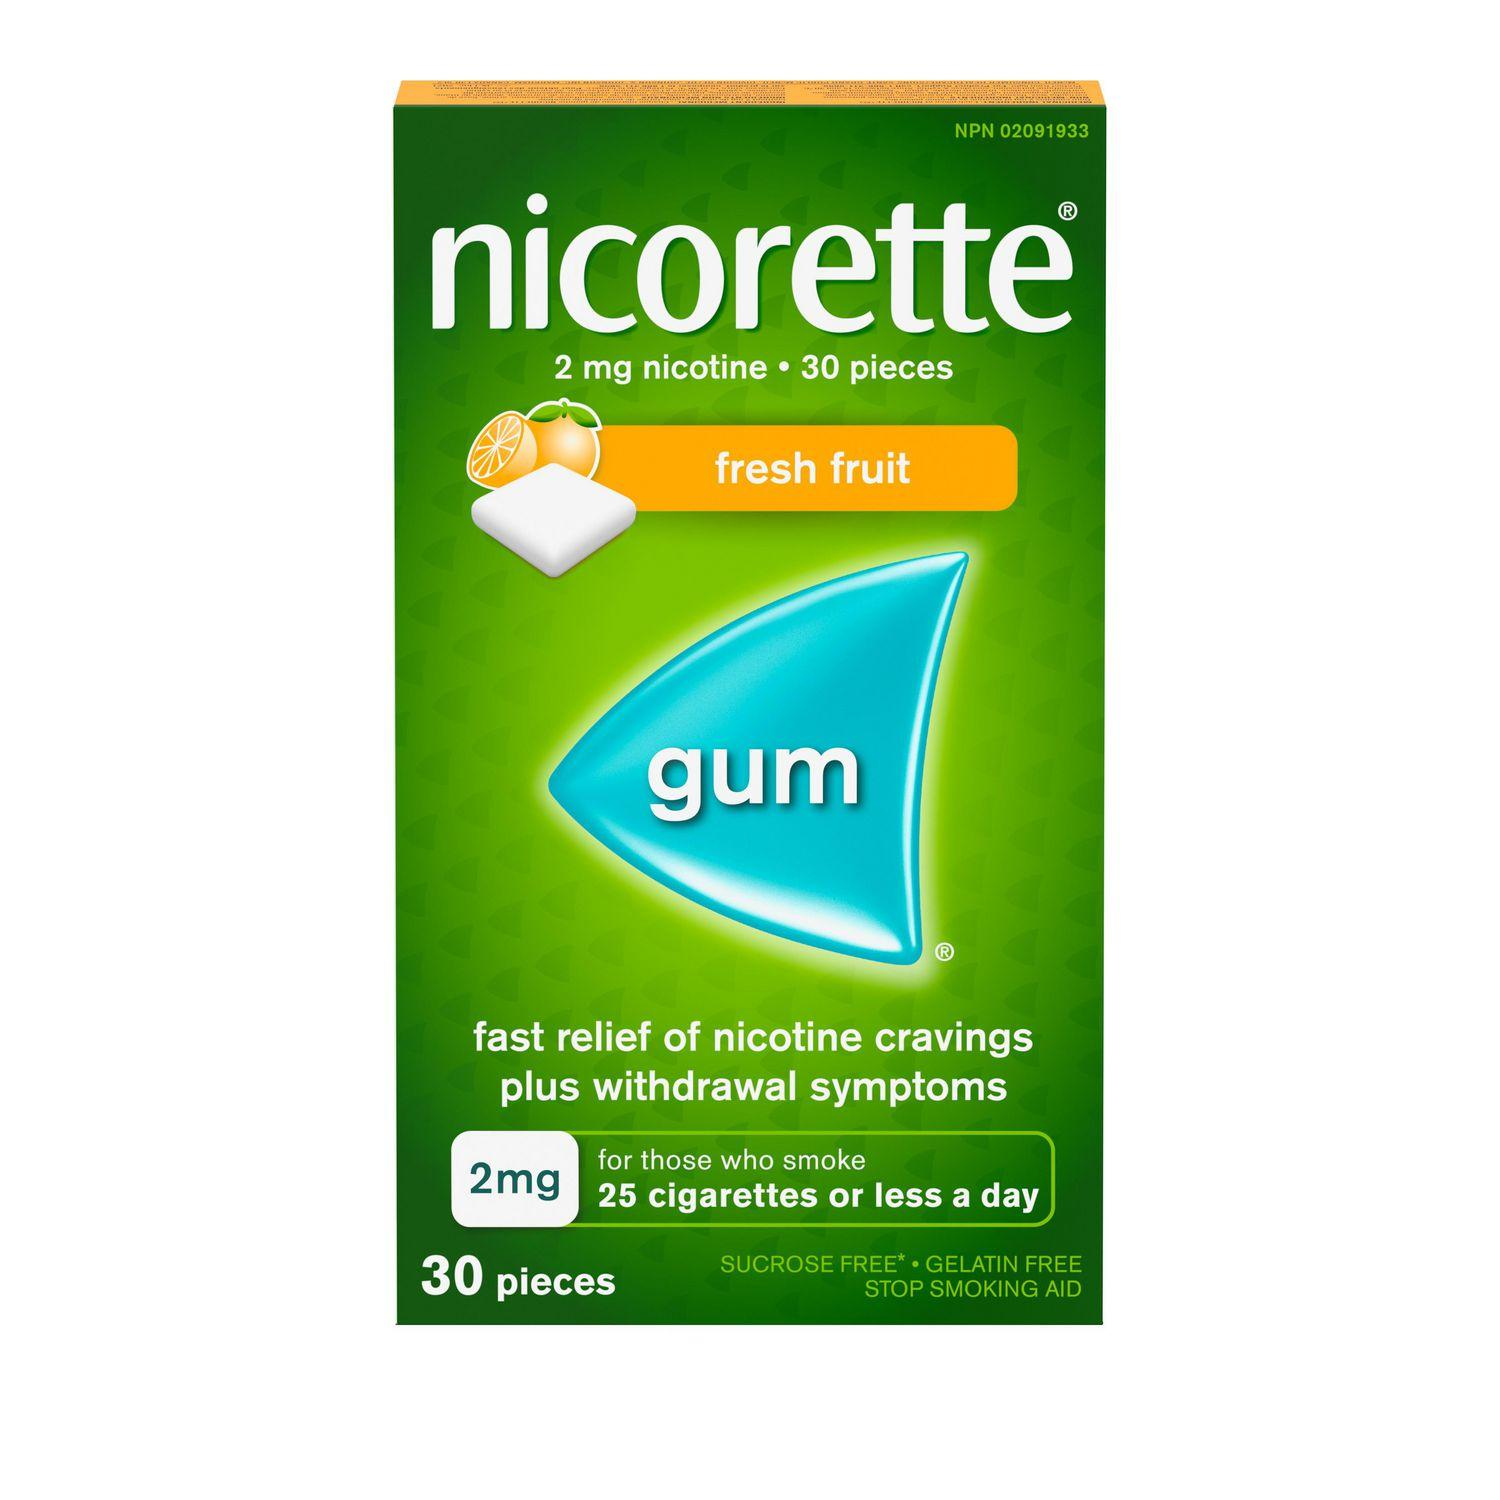 NPN 02091933
nicorette®
2 mg nicotine • 30 pieces
fresh fruit
gum
®
fast relief of nicotine cravings
plus withdrawal symptoms
2mg
for those who smoke
25 cigarettes or less a day
30 pieces
SUCROSE FREE* • GELATIN FREE
STOP SMOKING AID